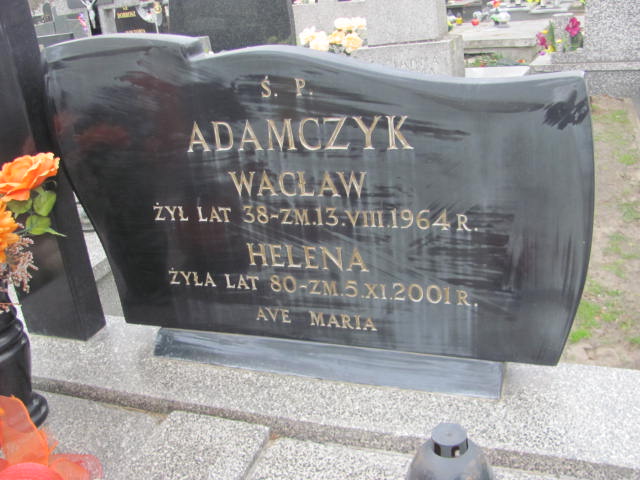 Ś. P.
ADAMCZYK
WACŁAW
ŻYŁ LAT 38-ZM.13.VIII.1964 R.
HELENA
ŻYŁA LAT 80-ZM.5.XI.2001 R.
AVE MARIA